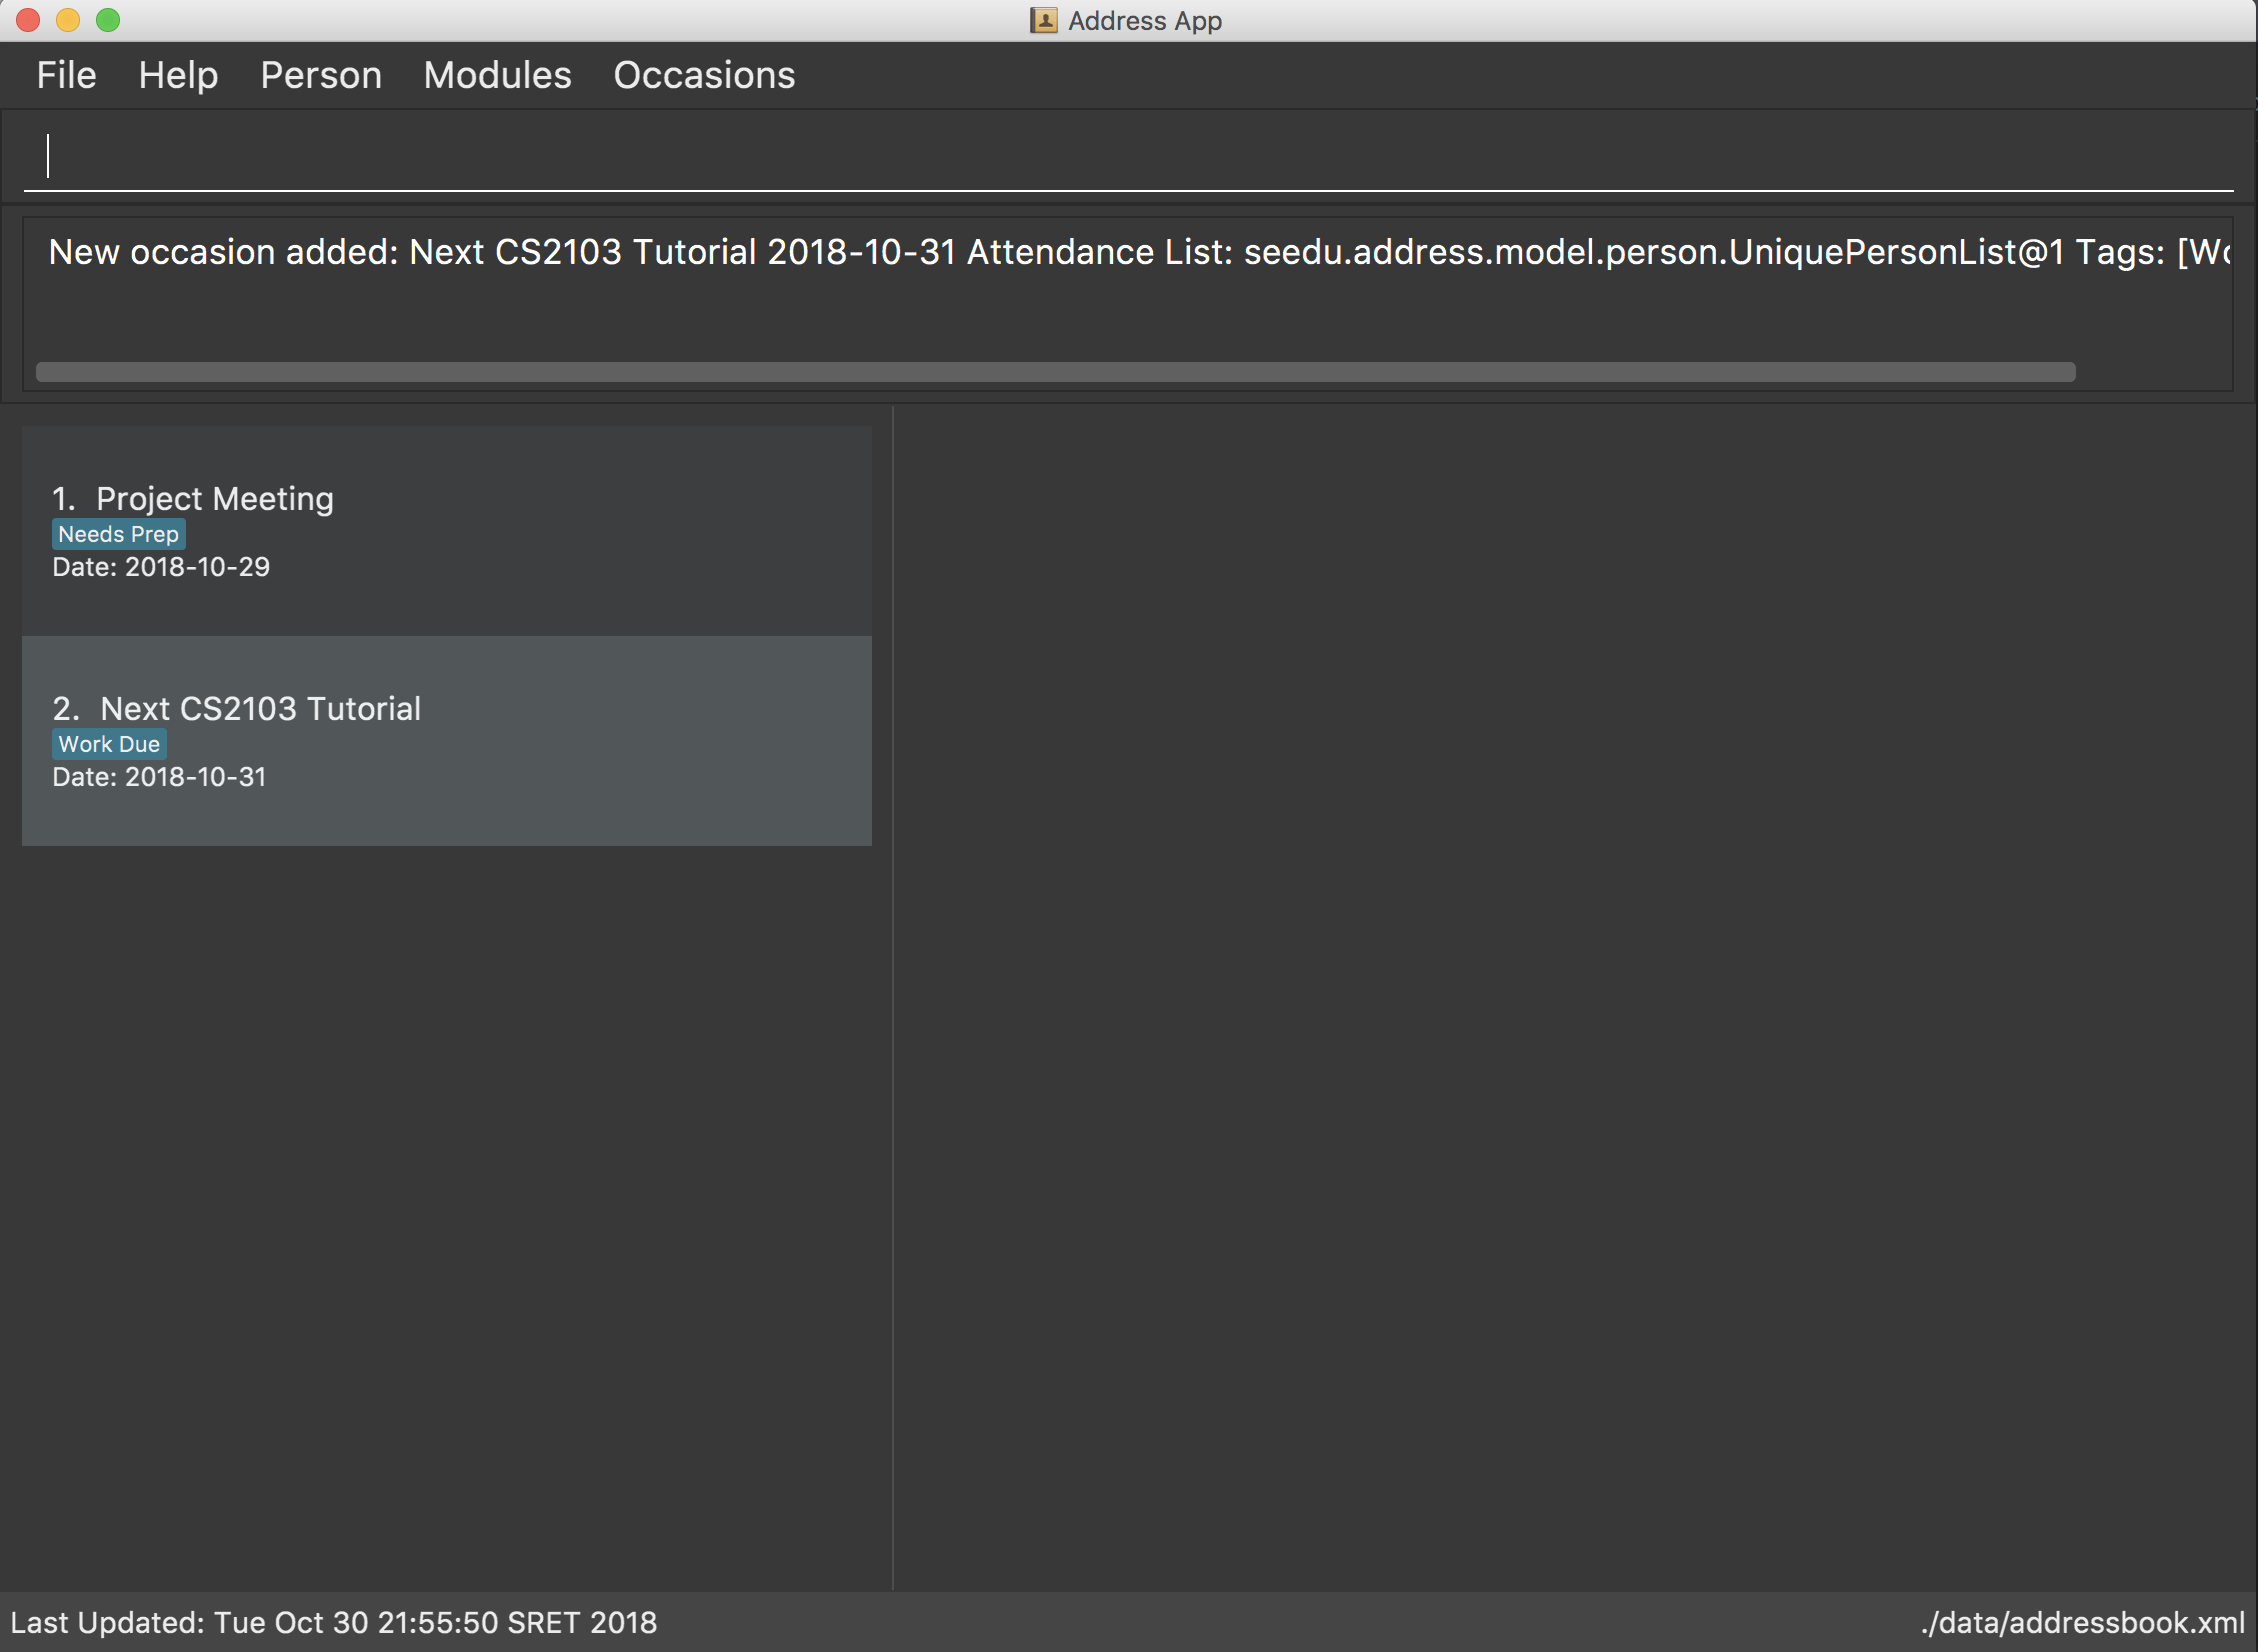 Address App
File Help Person Modules Occasions
New occasion added: Next CS2103 Tutorial 2018-10-31 Attendance List: seedu.address.model.person.UniquePersonList@1 Tags:
1. Project Meeting
Needs Prep
Date: 2018-10-29
2. Next CS2103 Tutorial
Work Due
Date: 2018-10-31
Last Updated: Tue Oct 30 21:55:50 SRET 2018
./data/addressbook.xml